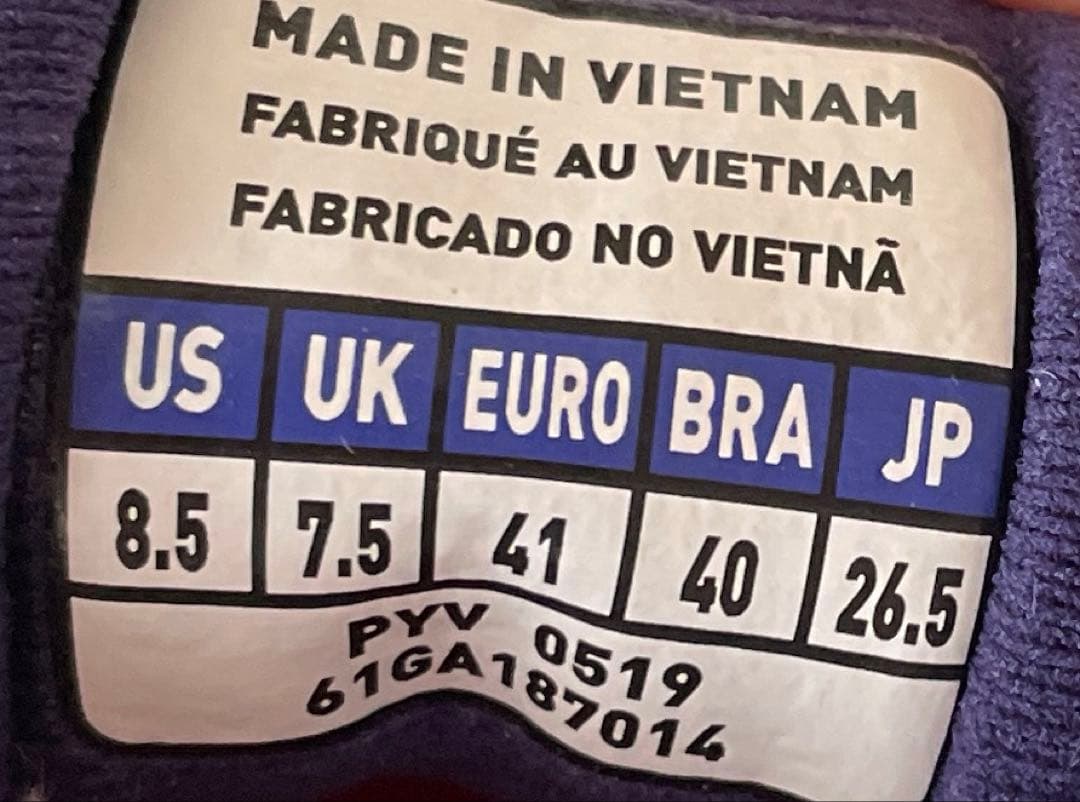 MADE IN VIETNAM
FABRIQUÉ AU VIETNAM
FABRICADO NO VIETNÃ
US UK EURO BRA JP
8.5 7.5 41 40 26.5
PYV 0519
61GA187014